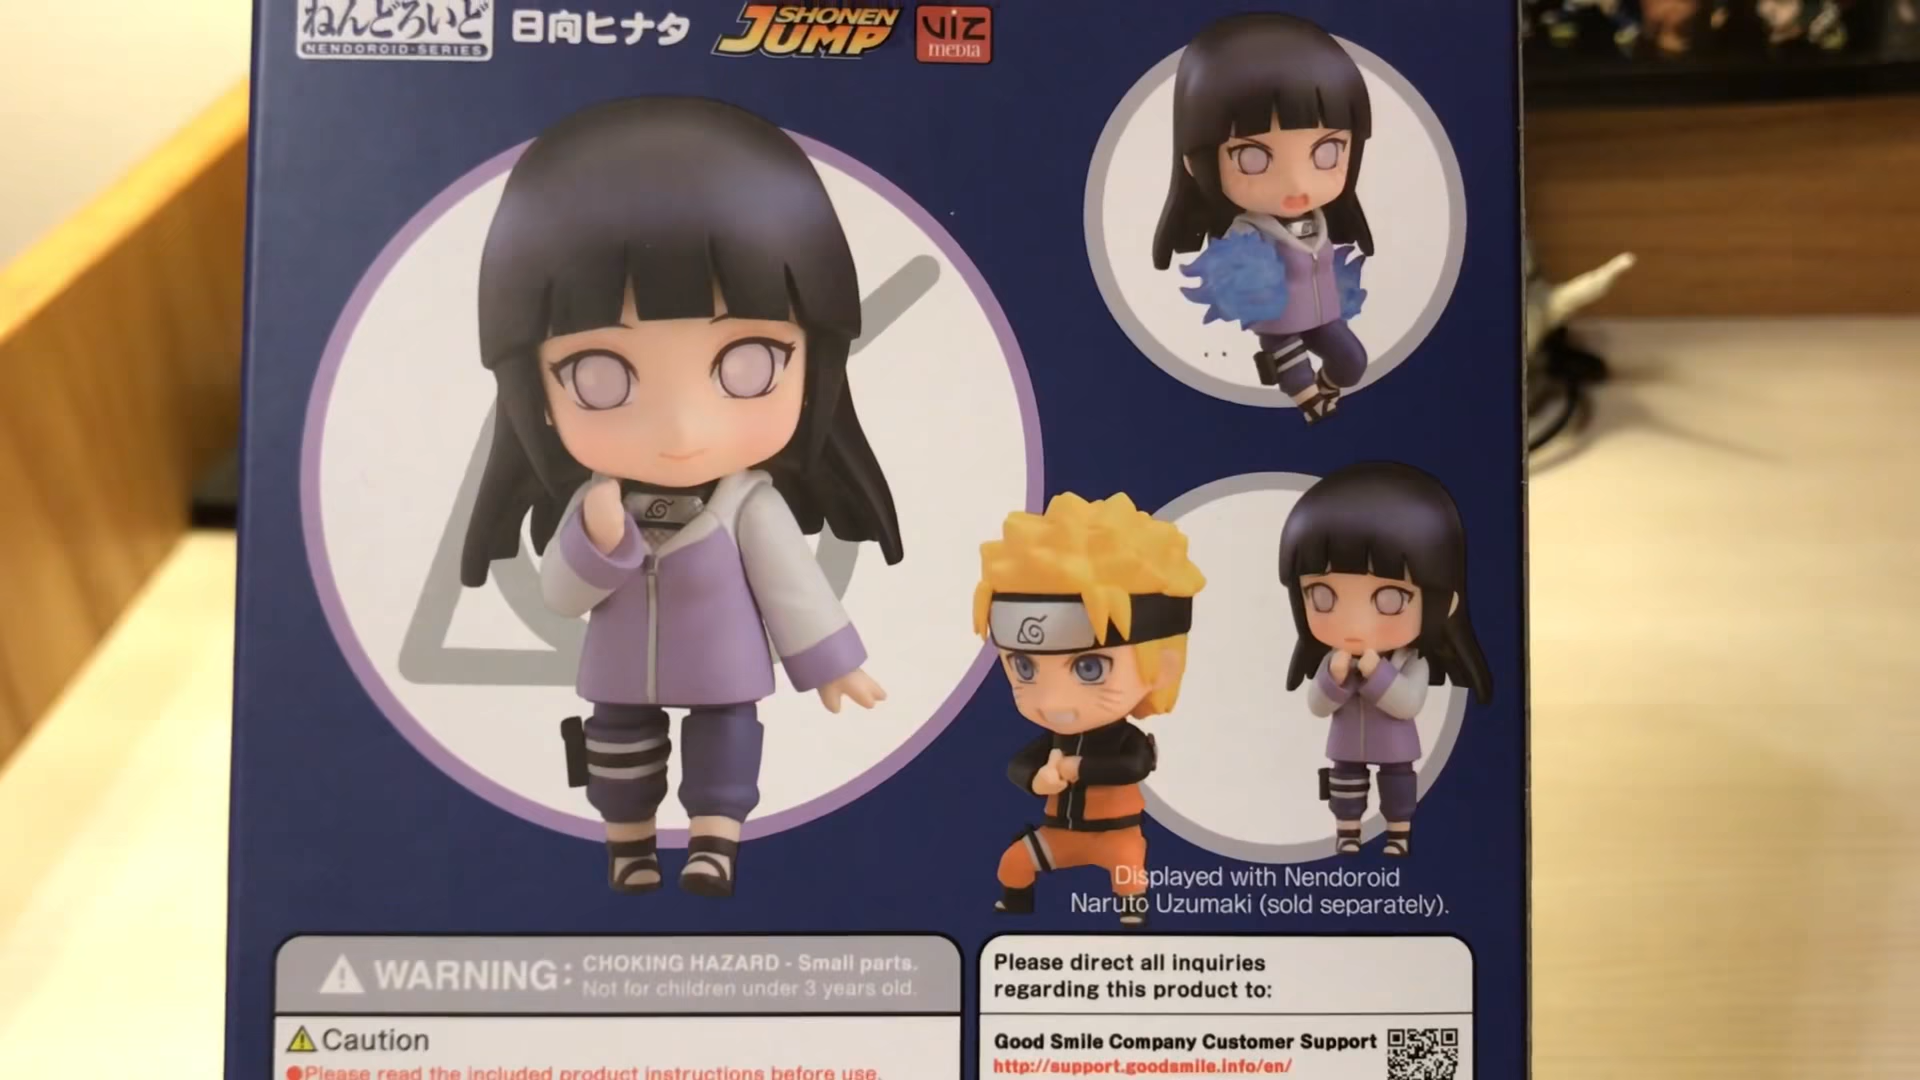 ねんどろいど
NENDOROID·SERIES
日向ヒナタ
SHONEN
JUMP
VIZ
media
Displayed with Nendoroid
Naruto Uzumaki (sold separately).
WARNING:
CHOKING HAZARD - Small parts.
Not for children under 3 years old.
Caution
●Please read the included product instructions before use.
Please direct all inquiries
regarding this product to:
Good Smile Company Customer Support
http://support.goodsmile.info/en/